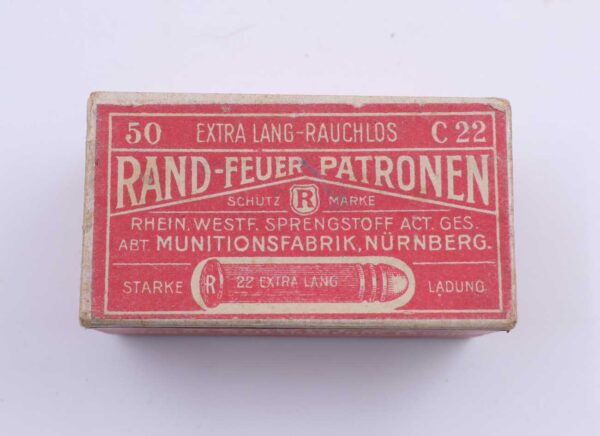 50 EXTRA LANG-RAUCHLOS C 22
RAND-FEUER PATRONEN
SCHUTZ R MARKE
RHEIN. WESTF. SPRENGSTOFF ACT. GES.
ABT. MUNITIONSFABRIK, NÜRNBERG.
STARKE R 22 EXTRA LANG LADUNG